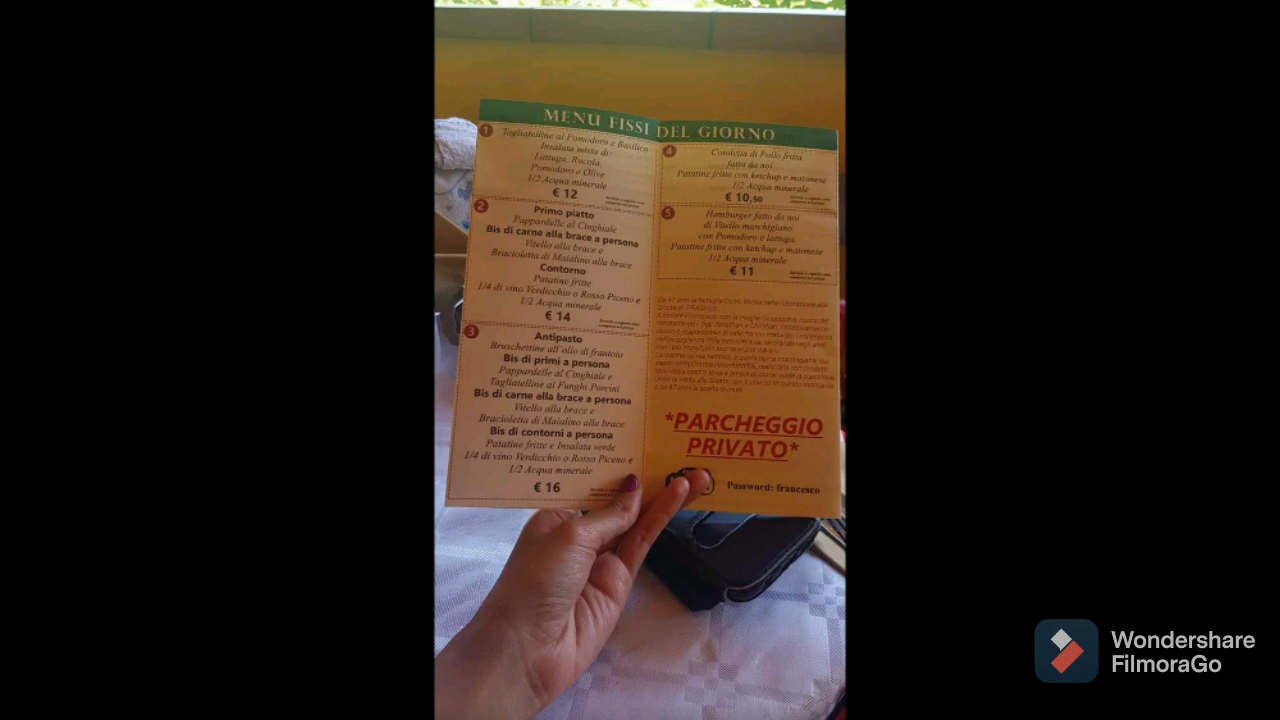 MENÙ FISSI DEL GIORNO
1
Tagliatelline al Pomodoro e Basilico
Insalata mista di:
Lattuga, Rucola,
Pomodoro e Olive
1/2 Acqua minerale
€ 12
2
Primo piatto
Pappardelle al Cinghiale
Bis di carne alla brace a persona
Vitello alla brace e
Bracioletta di Maialino alla brace
Contorno
Patatine fritte
1/4 di vino Verdicchio o Rosso Piceno e
1/2 Acqua minerale
€ 14
3
Antipasto
Bruschettine all'olio di frantoio
Bis di primi a persona
Pappardelle al Cinghiale e
Tagliatelline ai Funghi Porcini
Bis di carne alla brace a persona
Vitello alla brace e
Bracioletta di Maialino alla brace
Bis di contorni a persona
Patatine fritte e Insalata verde
1/4 di vino Verdicchio o Rosso Piceno e
1/2 Acqua minerale
€ 16
4
Cotoletta di Pollo fritta
fatta da noi
Patatine fritte con ketchup e maionese
1/2 Acqua minerale
€ 10,50
5
Hamburger fatto da noi
di Vitello marchigiano
con Pomodoro e lattuga.
Patatine fritte con ketchup e maionese
1/2 Acqua minerale
€ 11
*PARCHEGGIO
PRIVATO*
Password: francesco
Wondershare
FilmoraGo